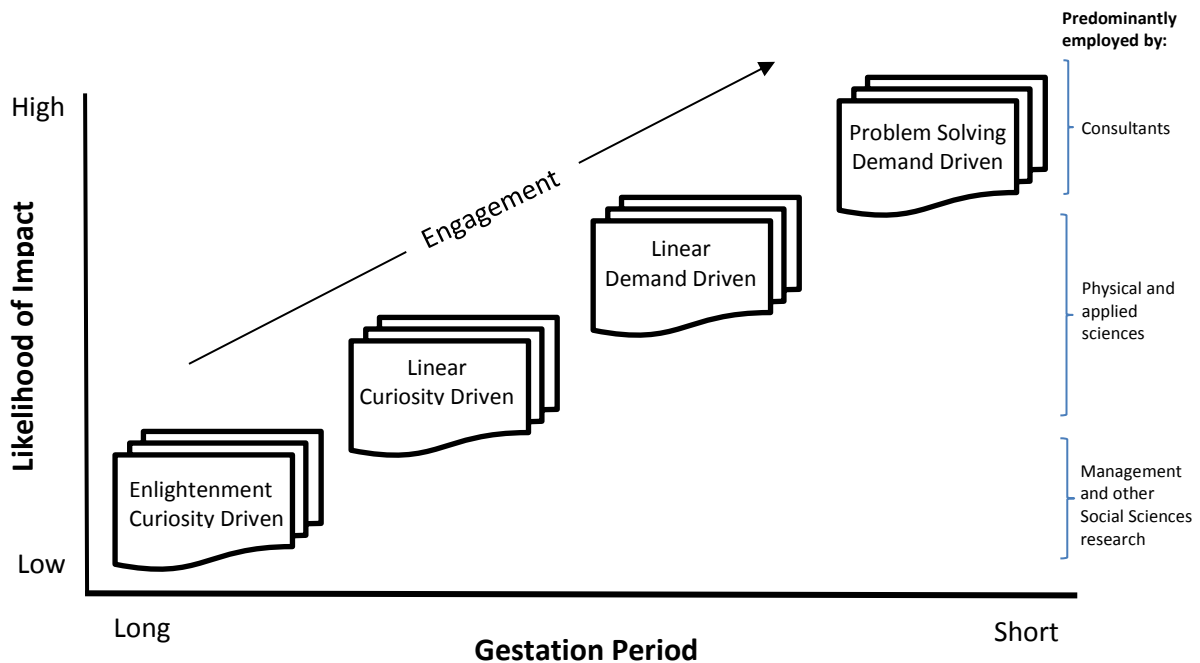 Predominantly
employed by:
High
Problem Solving
Demand Driven
Consultants
Engagement
Linear
Demand Driven
Likelihood of Impact
Physical and
applied
sciences
Linear
Curiosity Driven
Enlightenment
Curiosity Driven
Management
and other
Social Sciences
research
Low
Long
Short
Gestation Period